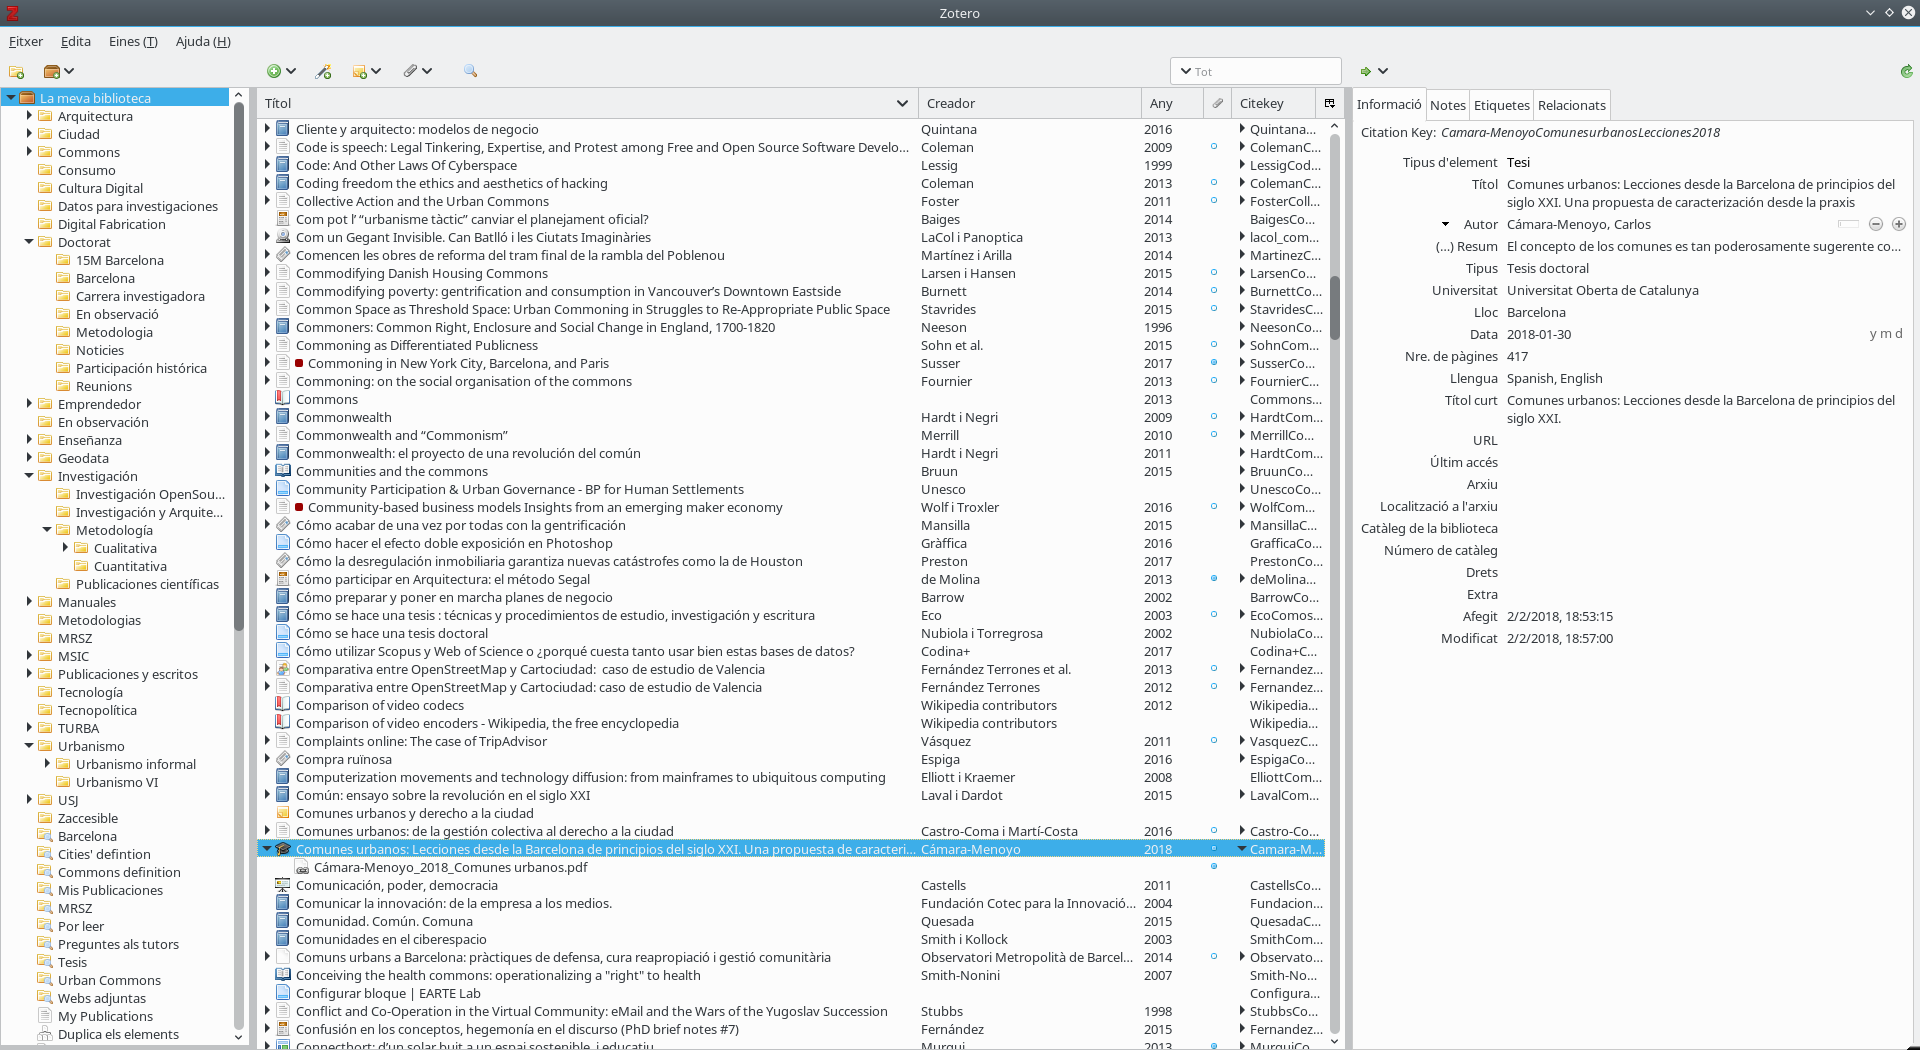 Zotero
Fitxer Edita Eines (T) Ajuda (H)
Tot
La meva biblioteca
Arquitectura
Ciudad
Commons
Consumo
Cultura Digital
Datos para investigaciones
Digital Fabrication
Doctorat
15M Barcelona
Barcelona
Carrera investigadora
En observació
Metodologia
Noticies
Participación histórica
Reunions
Emprendedor
En observación
Enseñanza
Geodata
Investigación
Investigación OpenSou...
Investigación y Arquite...
Metodología
Cualitativa
Cuantitativa
Publicaciones científicas
Manuales
Metodologias
MRSZ
MSIC
Publicaciones y escritos
Tecnología
Tecnopolítica
TURBA
Urbanismo
Urbanismo informal
Urbanismo VI
USJ
Zaccesible
Barcelona
Cities' defintion
Commons definition
Mis Publicaciones
MRSZ
Por leer
Preguntes als tutors
Tesis
Urban Commons
Webs adjuntas
My Publications
Duplica els elements
Títol Creador Any Citekey
Cliente y arquitecto: modelos de negocio Quintana 2016 Quintana...
Code is speech: Legal Tinkering, Expertise, and Protest among Free and Open Source Software Develo... Coleman 2009 ColemanC...
Code: And Other Laws Of Cyberspace Lessig 1999 LessigCod...
Coding freedom the ethics and aesthetics of hacking Coleman 2013 ColemanC...
Collective Action and the Urban Commons Foster 2011 FosterColl...
Com pot l’ “urbanisme tàctic” canviar el planejament oficial? Baiges 2014 BaigesCo...
Com un Gegant Invisible. Can Batlló i les Ciutats Imaginàries LaCol i Panoptica 2013 lacol_com...
Comencen les obres de reforma del tram final de la rambla del Poblenou Martínez i Arilla 2014 MartinezC...
Commodifying Danish Housing Commons Larsen i Hansen 2015 LarsenCo...
Commodifying poverty: gentrification and consumption in Vancouver’s Downtown Eastside Burnett 2014 BurnettCo...
Common Space as Threshold Space: Urban Commoning in Struggles to Re-Appropriate Public Space Stavrides 2015 StavridesC...
Commoners: Common Right, Enclosure and Social Change in England, 1700-1820 Neeson 1996 NeesonCo...
Commoning as Differentiated Publicness Sohn et al. 2015 SohnCom...
Commoning in New York City, Barcelona, and Paris Susser 2017 SusserCo...
Commoning: on the social organisation of the commons Fournier 2013 FournierC...
Commons 2013 Commons...
Commonwealth Hardt i Negri 2009 HardtCom...
Commonwealth and “Commonism” Merrill 2010 MerrillCo...
Commonwealth: el proyecto de una revolución del común Hardt i Negri 2011 HardtCom...
Communities and the commons Bruun 2015 BruunCo...
Community Participation & Urban Governance - BP for Human Settlements Unesco UnescoCo...
Community-based business models Insights from an emerging maker economy Wolf i Troxler 2016 WolfCom...
Cómo acabar de una vez por todas con la gentrificación Mansilla 2015 MansillaC...
Cómo hacer el efecto doble exposición en Photoshop Gràffica 2016 GrafficaCo...
Cómo la desregulación inmobiliaria garantiza nuevas catástrofes como la de Houston Preston 2017 PrestonCo...
Cómo participar en Arquitectura: el método Segal de Molina 2013 deMolina...
Cómo preparar y poner en marcha planes de negocio Barrow 2002 BarrowCo...
Cómo se hace una tesis : técnicas y procedimientos de estudio, investigación y escritura Eco 2003 EcoComos...
Cómo se hace una tesis doctoral Nubiola i Torregrosa 2002 NubiolaCo...
Cómo utilizar Scopus y Web of Science o ¿porqué cuesta tanto usar bien estas bases de datos? Codina+ 2017 Codina+C...
Comparativa entre OpenStreetMap y Cartociudad: caso de estudio de Valencia Fernández Terrones et al. 2013 Fernandez...
Comparativa entre OpenStreetMap y Cartociudad: caso de estudio de Valencia Fernández Terrones 2012 Fernandez...
Comparison of video codecs Wikipedia contributors 2012 Wikipedia...
Comparison of video encoders - Wikipedia, the free encyclopedia Wikipedia contributors Wikipedia...
Complaints online: The case of TripAdvisor Vásquez 2011 VasquezC...
Compra ruïnosa Espiga 2016 EspigaCo...
Computerization movements and technology diffusion: from mainframes to ubiquitous computing Elliott i Kraemer 2008 ElliottCom...
Común: ensayo sobre la revolución en el siglo XXI Laval i Dardot 2015 LavalCom...
Comunes urbanos y derecho a la ciudad
Comunes urbanos: de la gestión colectiva al derecho a la ciudad Castro-Coma i Martí-Costa 2016 Castro-Co...
Comunes urbanos: Lecciones desde la Barcelona de principios del siglo XXI. Una propuesta de caracteri... Cámara-Menoyo 2018 Camara-M...
Cámara-Menoyo_2018_Comunes urbanos.pdf
Comunicación, poder, democracia Castells 2011 CastellsCo...
Comunicar la innovación: de la empresa a los medios. Fundación Cotec para la Innovació... 2004 Fundacion...
Comunidad. Común. Comuna Quesada 2015 QuesadaC...
Comunidades en el ciberespacio Smith i Kollock 2003 SmithCom...
Comuns urbans a Barcelona: pràctiques de defensa, cura reapropiació i gestió comunitària Observatori Metropolità de Barcel... 2014 Observato...
Conceiving the health commons: operationalizing a "right" to health Smith-Nonini 2007 Smith-No...
Configurar bloque | EARTE Lab Configura...
Conflict and Co-Operation in the Virtual Community: eMail and the Wars of the Yugoslav Succession Stubbs 1998 StubbsCo...
Confusión en los conceptos, hegemonía en el discurso (PhD brief notes #7) Fernández 2015 Fernandez...
Connecthort: d’un solar buit a un espai sostenible, i educatiu Murqui 2013 MurquiCo...
Informació Notes Etiquetes Relacionats
Citation Key: Camara-MenoyoComunesurbanosLecciones2018
Tipus d'element Tesi
Títol Comunes urbanos: Lecciones desde la Barcelona de principios del
siglo XXI. Una propuesta de caracterización desde la praxis
Autor Cámara-Menoyo, Carlos
(...) Resum El concepto de los comunes es tan poderosamente sugerente co...
Tipus Tesis doctoral
Universitat Universitat Oberta de Catalunya
Lloc Barcelona
Data 2018-01-30 y m d
Nre. de pàgines 417
Llengua Spanish, English
Títol curt Comunes urbanos: Lecciones desde la Barcelona de principios del
siglo XXI.
URL
Últim accés
Arxiu
Localització a l'arxiu
Catàleg de la biblioteca
Número de catàleg
Drets
Extra
Afegit 2/2/2018, 18:53:15
Modificat 2/2/2018, 18:57:00